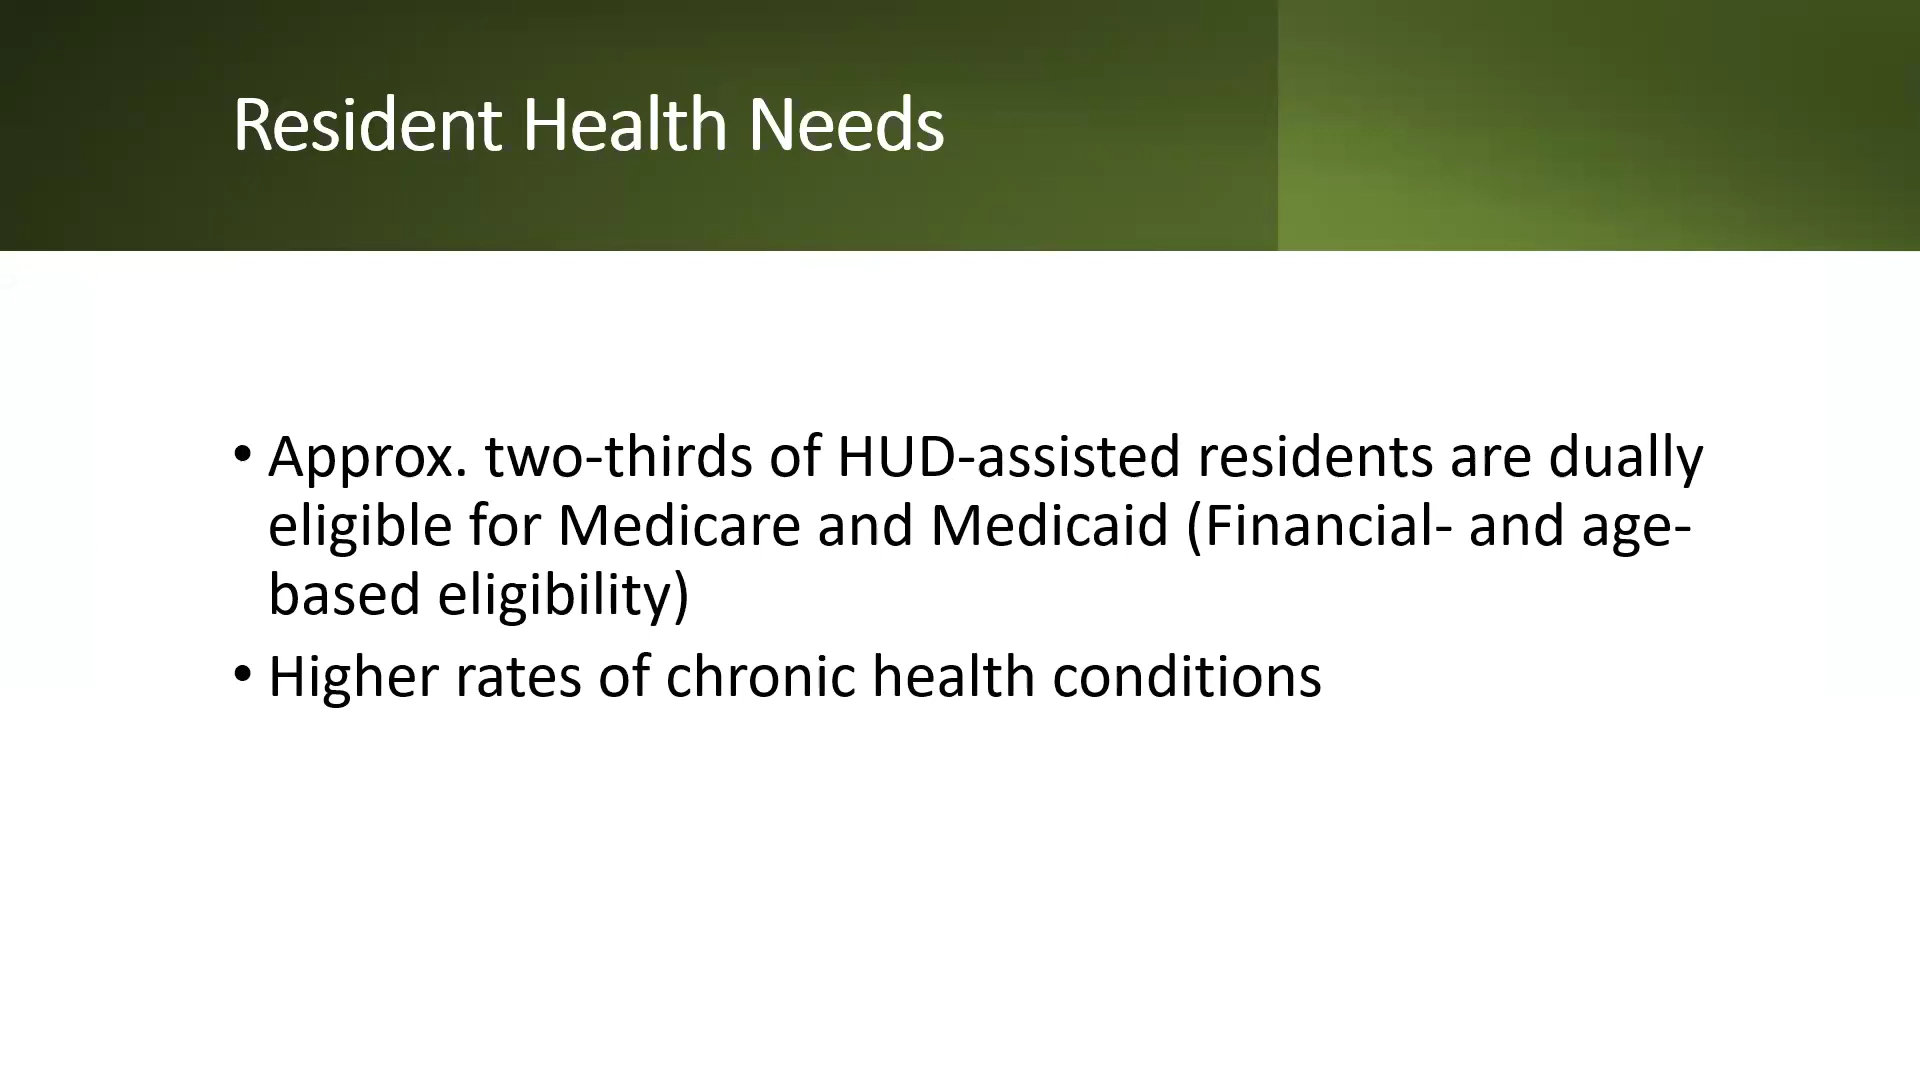 Resident Health Needs
• Approx. two-thirds of HUD-assisted residents are dually
eligible for Medicare and Medicaid (Financial- and age-
based eligibility)
• Higher rates of chronic health conditions